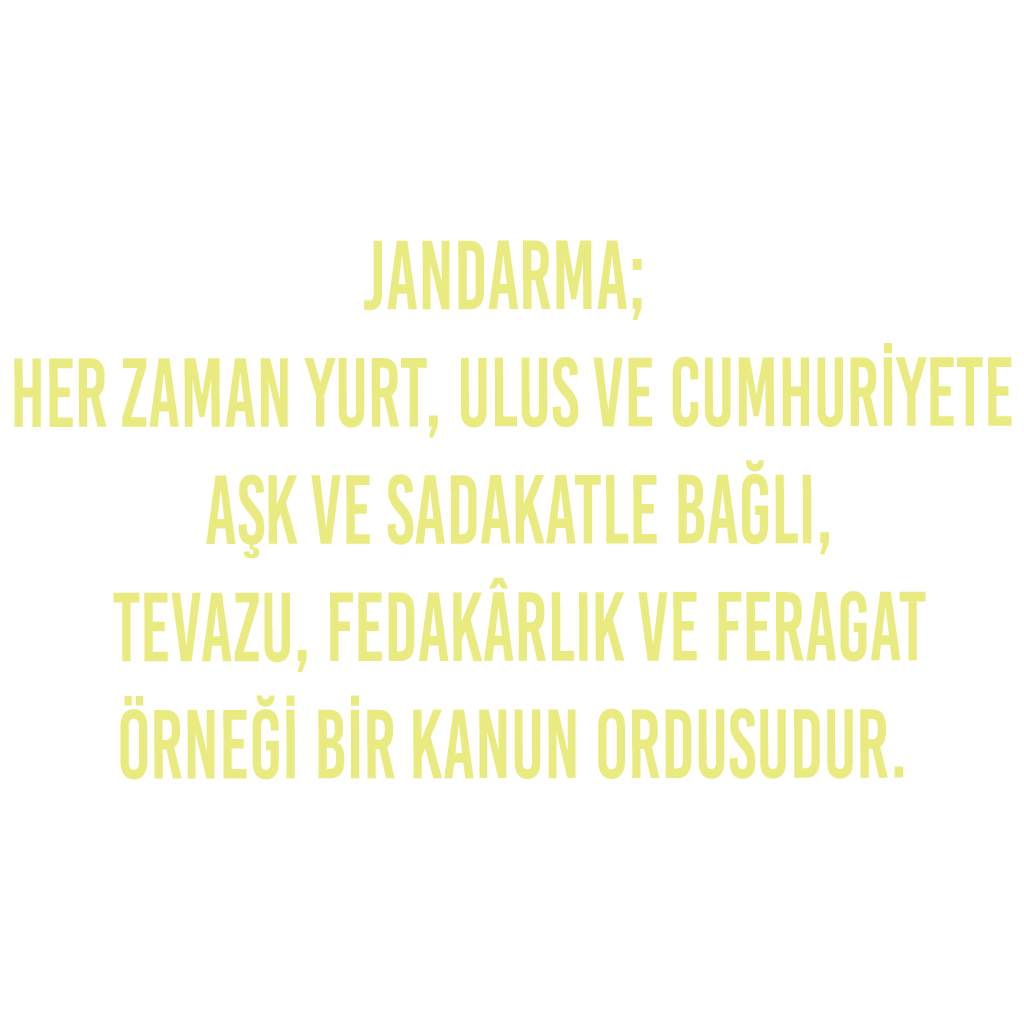 JANDARMA;
HER ZAMAN YURT, ULUS VE CUMHURİYETE
AŞK VE SADAKATLE BAĞLI,
TEVAZU, FEDAKÂRLIK VE FERAGAT
ÖRNEĞİ BİR KANUN ORDUSUDUR.